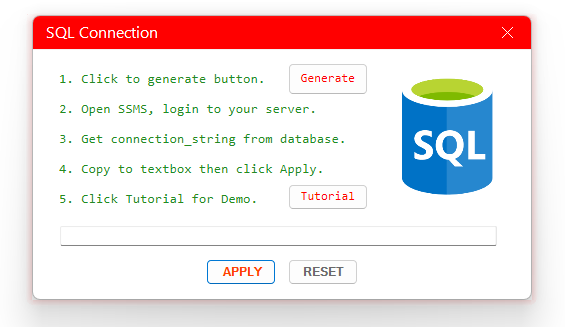 SQL Connection
1. Click to generate button.
Generate
2. Open SSMS, login to your server.
3. Get connection_string from database.
4. Copy to textbox then click Apply.
5. Click Tutorial for Demo.
Tutorial
SQL
APPLY
RESET